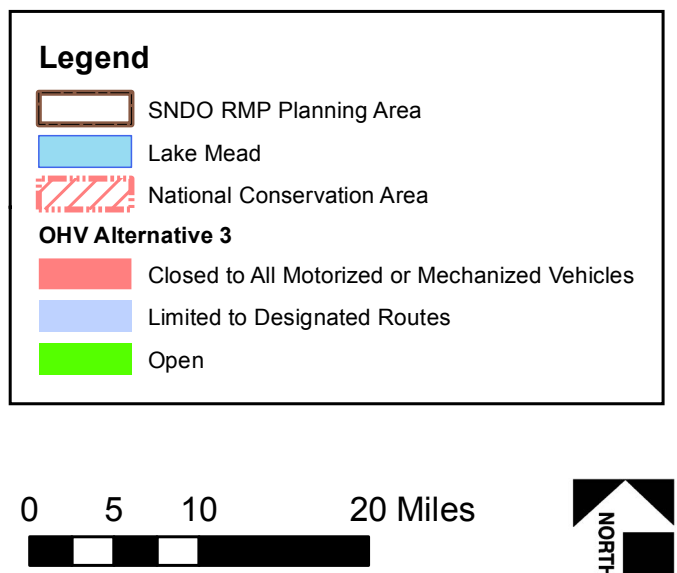 Legend
SNDO RMP Planning Area
Lake Mead
National Conservation Area
OHV Alternative 3
Closed to All Motorized or Mechanized Vehicles
Limited to Designated Routes
Open
0 5 10 20 Miles
NORTH